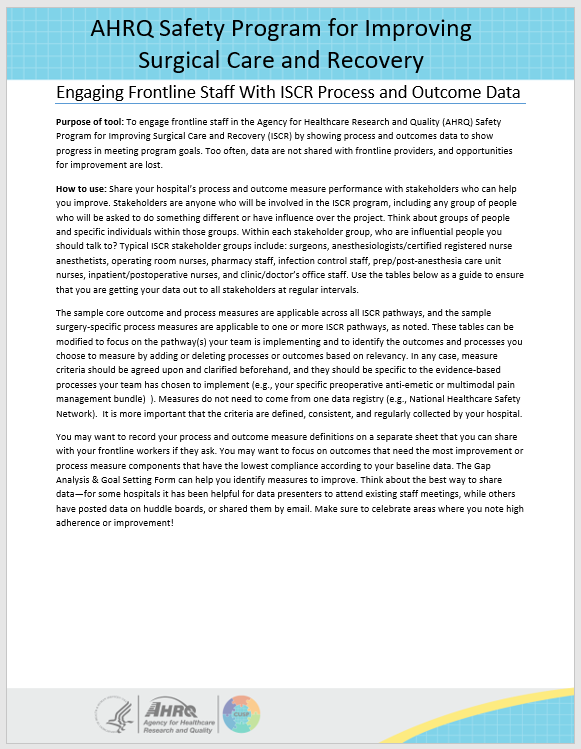 AHRQ Safety Program for Improving
Surgical Care and Recovery
Engaging Frontline Staff With ISCR Process and Outcome Data
Purpose of tool: To engage frontline staff in the Agency for Healthcare Research and Quality (AHRQ) Safety
Program for Improving Surgical Care and Recovery (ISCR) by showing process and outcomes data to show
progress in meeting program goals. Too often, data are not shared with frontline providers, and opportunities
for improvement are lost.
How to use: Share your hospital's process and outcome measure performance with stakeholders who can help
you improve. Stakeholders are anyone who will be involved in the ISCR program, including any group of people
who will be asked to do something different or have influence over the project. Think about groups of people
and specific individuals within those groups. Within each stakeholder group, who are influential people you
should talk to? Typical ISCR stakeholder groups include: surgeons, anesthesiologists/certified registered nurse
anesthetists, operating room nurses, pharmacy staff, infection control staff, prep/post-anesthesia care unit
nurses, inpatient/postoperative nurses, and clinic/doctor's office staff. Use the tables below as a guide to ensure
that you are getting your data out to all stakeholders at regular intervals.
The sample core outcome and process measures are applicable across all ISCR pathways, and the sample
surgery-specific process measures are applicable to one or more ISCR pathways, as noted. These tables can be
modified to focus on the pathway(s) your team is implementing and to identify the outcomes and processes you
choose to measure by adding or deleting processes or outcomes based on relevancy. In any case, measure
criteria should be agreed upon and clarified beforehand, and they should be specific to the evidence-based
processes your team has chosen to implement (e.g., your specific preoperative anti-emetic or multimodal pain
management bundle)  ). Measures do not need to come from one data registry (e.g., National Healthcare Safety
Network).  It is more important that the criteria are defined, consistent, and regularly collected by your hospital.
You may want to record your process and outcome measure definitions on a separate sheet that you can share
with your frontline workers if they ask. You may want to focus on outcomes that need the most improvement or
process measure components that have the lowest compliance according to your baseline data. The Gap
Analysis & Goal Setting Form can help you identify measures to improve. Think about the best way to share
data—for some hospitals it has been helpful for data presenters to attend existing staff meetings, while others
have posted data on huddle boards, or shared them by email. Make sure to celebrate areas where you note high
adherence or improvement!
AHRQ
Agency for Healthcare
Research and Quality
CUSP